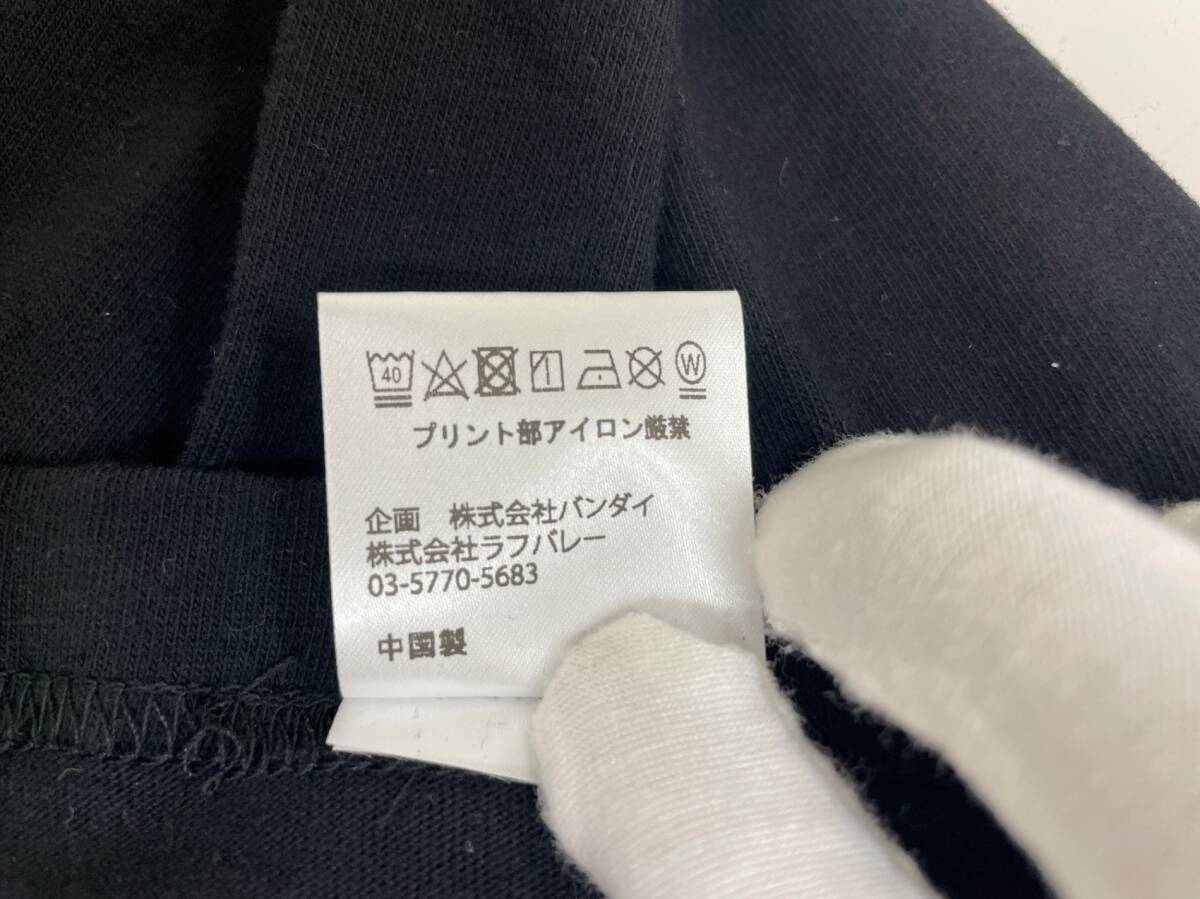 40 W
プリント部アイロン厳禁
企画 株式会社バンダイ
株式会社ラフバレー
03-5770-5683
中国製